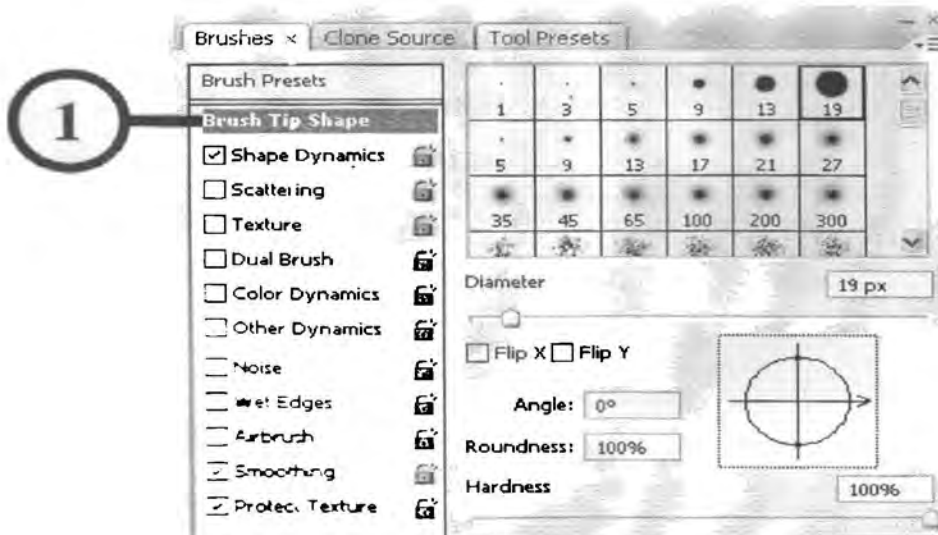 Brushes × Clone Source Tool Presets
Brush Presets
1
Brush Tip Shape
Shape Dynamics
Scattering
Texture
Dual Brush
Color Dynamics
Other Dynamics
Noise
Wet Edges
Airbrush
Smoothing
Protect Texture
1 3 5 9 13 19
5 9 13 17 21 27
35 45 65 100 200 300
Diameter 19 px
Flip X Flip Y
Angle: 0°
Roundness: 100%
Hardness 100%